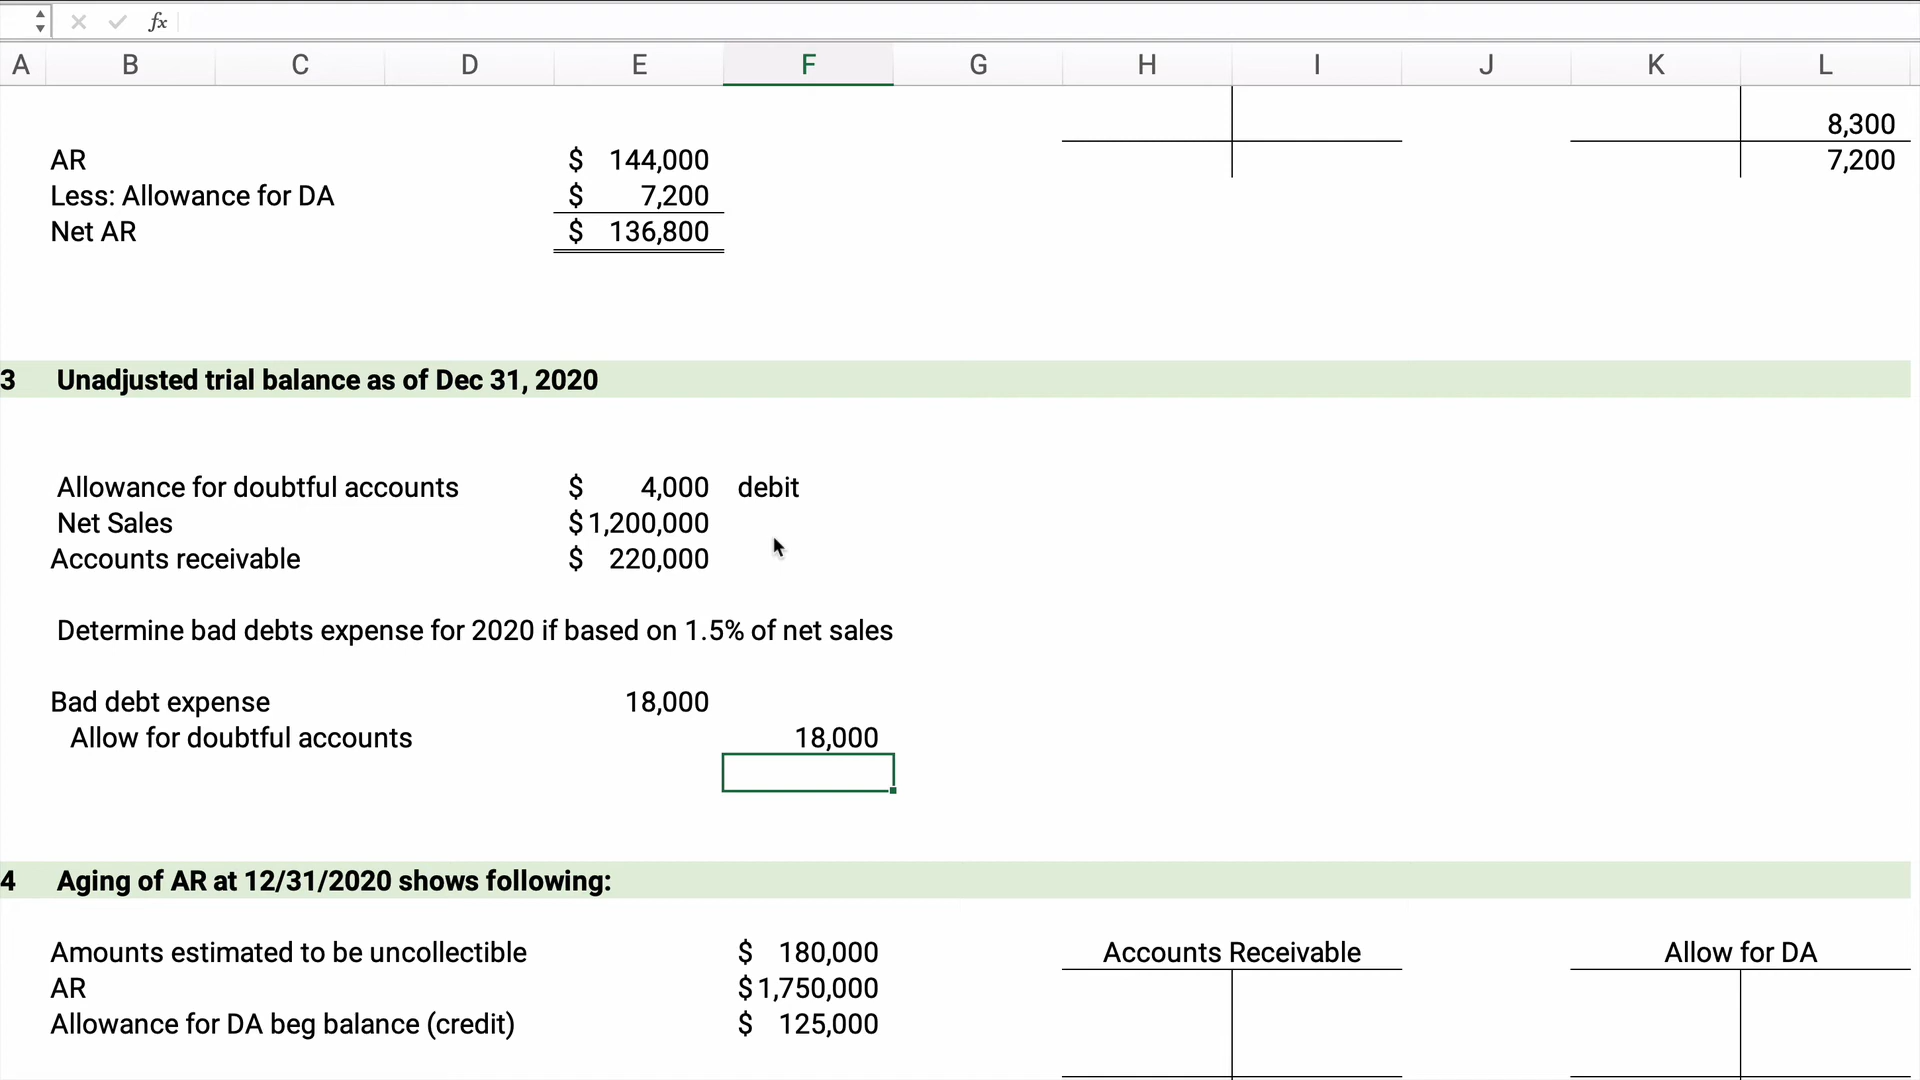 fx
A B C D E F G H I J K L
8,300
AR $ 144,000 7,200
Less: Allowance for DA $ 7,200
Net AR $ 136,800
3 Unadjusted trial balance as of Dec 31, 2020
Allowance for doubtful accounts $ 4,000 debit
Net Sales $ 1,200,000
Accounts receivable $ 220,000
Determine bad debts expense for 2020 if based on 1.5% of net sales
Bad debt expense 18,000
Allow for doubtful accounts 18,000
4 Aging of AR at 12/31/2020 shows following:
Amounts estimated to be uncollectible $ 180,000 Accounts Receivable Allow for DA
AR $ 1,750,000
Allowance for DA beg balance (credit) $ 125,000